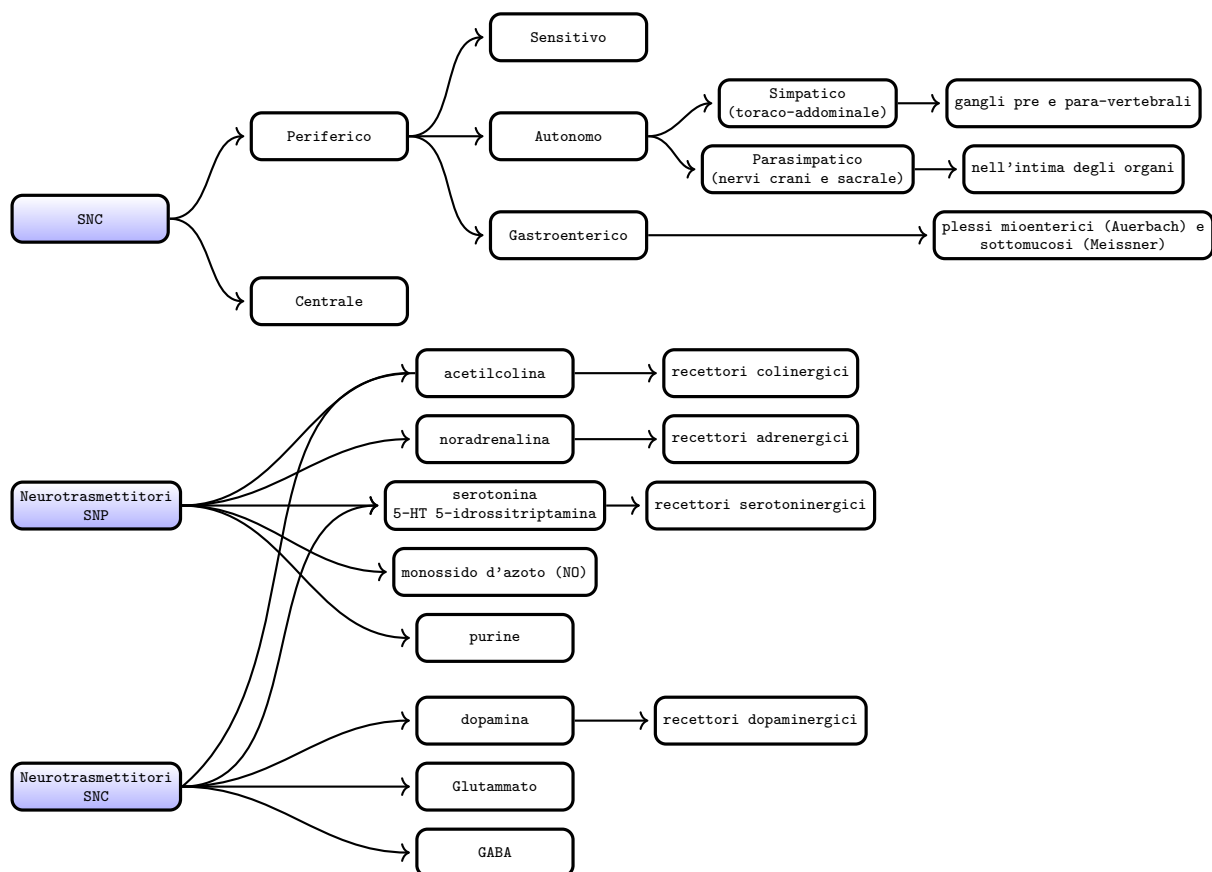 Sensitivo
Simpatico
(toraco-addominale)
gangli pre e para-vertebrali
Periferico
Autonomo
Parasimpatico
(nervi crani e sacrale)
nell'intima degli organi
SNC
Gastroenterico
plessi mioenterici (Auerbach) e
sottomucosi (Meissner)
Centrale
acetilcolina
recettori colinergici
noradrenalina
recettori adrenergici
Neurotrasmettitori
SNP
serotonina
5-HT 5-idrossitriptamina
recettori serotoninergici
monossido d'azoto (NO)
purine
dopamina
recettori dopaminergici
Neurotrasmettitori
SNC
Glutammato
GABA